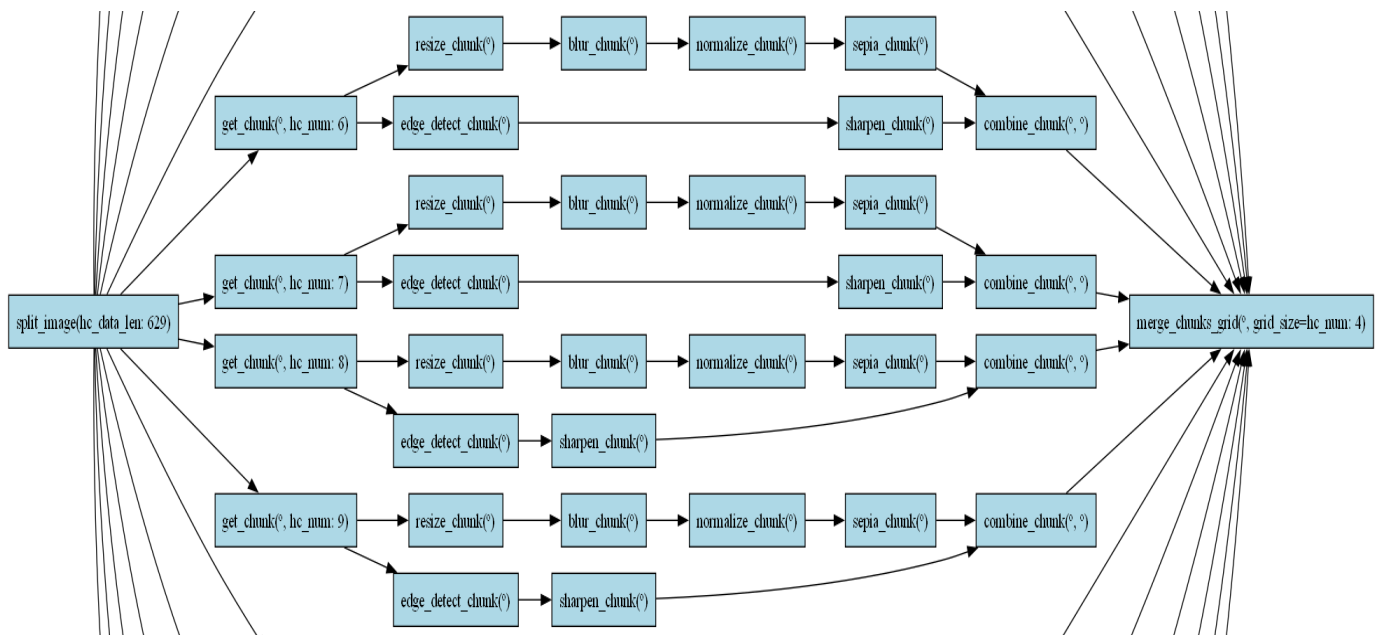 resize_chunk(°)
blur_chunk(°)
normalize_chunk(°)
sepia_chunk(°)
get_chunk(°, hc_num: 6)
edge_detect_chunk(°)
sharpen_chunk(°)
combine_chunk(°, °)
resize_chunk(°)
blur_chunk(°)
normalize_chunk(°)
sepia_chunk(°)
get_chunk(°, hc_num: 7)
edge_detect_chunk(°)
sharpen_chunk(°)
combine_chunk(°, °)
split_image(hc_data_len: 629)
merge_chunks_grid(°, grid_size=hc_num: 4)
get_chunk(°, hc_num: 8)
resize_chunk(°)
blur_chunk(°)
normalize_chunk(°)
sepia_chunk(°)
combine_chunk(°, °)
edge_detect_chunk(°)
sharpen_chunk(°)
get_chunk(°, hc_num: 9)
resize_chunk(°)
blur_chunk(°)
normalize_chunk(°)
sepia_chunk(°)
combine_chunk(°, °)
edge_detect_chunk(°)
sharpen_chunk(°)